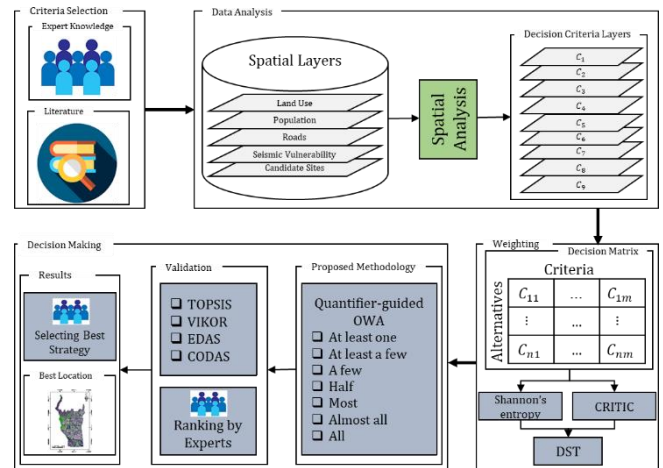 Criteria Selection
Expert Knowledge
Literature
Data Analysis
Spatial Layers
Land Use
Population
Roads
Seismic Vulnerability
Candidate Sites
Spatial
Analysis
Decision Criteria Layers
C₁
C₂
C₃
C₄
C₅
C₆
C₇
C₈
C₉
Decision Making
Results
Selecting Best
Strategy
Best Location
Validation
❑ TOPSIS
❑ VIKOR
❑ EDAS
❑ CODAS
Ranking by
Experts
Proposed Methodology
Quantifier-guided
OWA
❑ At least one
❑ At least a few
❑ A few
❑ Half
❑ Most
❑ Almost all
❑ All
Weighting
Decision Matrix
Criteria
Alternatives
C₁₁ ... C₁ₘ
⋮ ... ⋮
Cₙ₁ ... Cₙₘ
Shannon's
entropy
CRITIC
DST